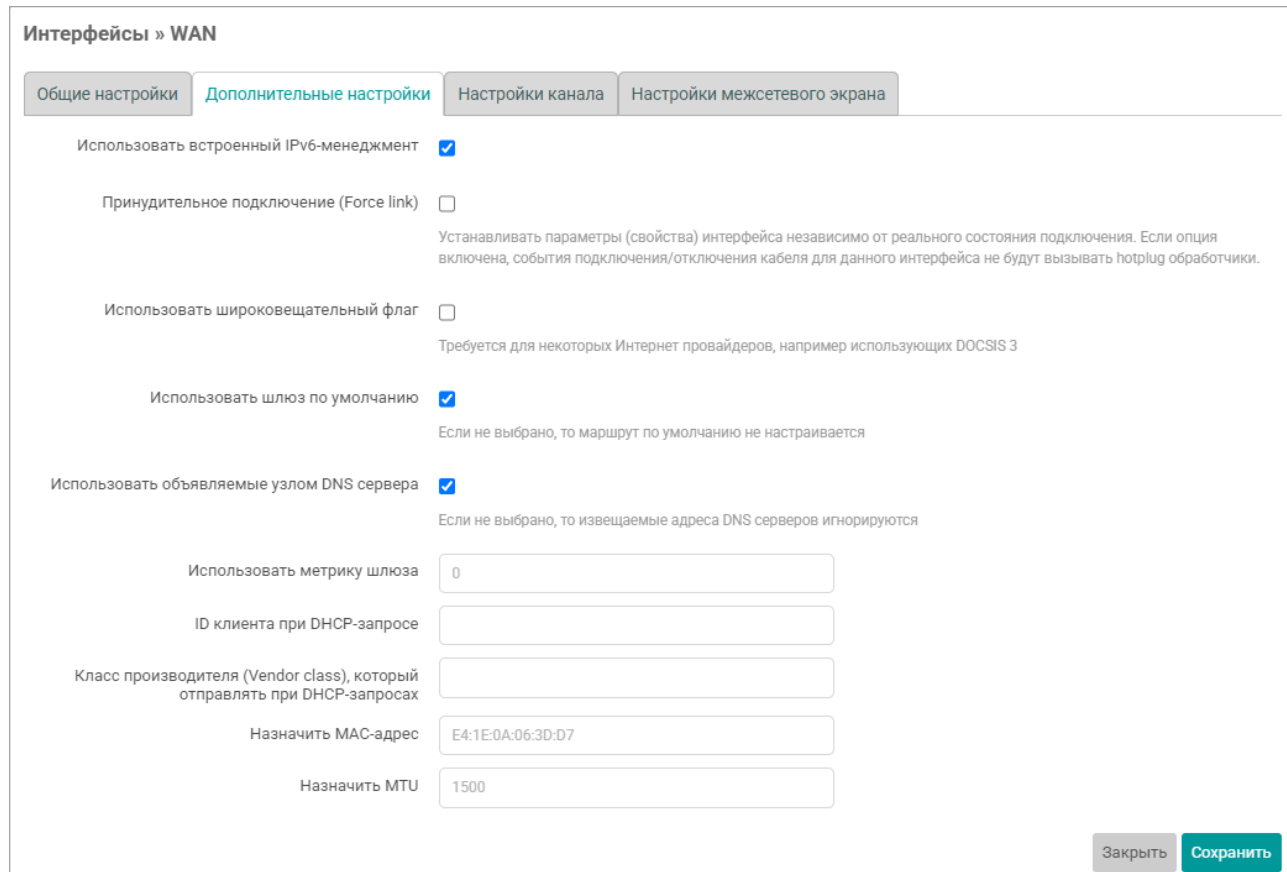 Интерфейсы » WAN
Общие настройки
Дополнительные настройки
Настройки канала
Настройки межсетевого экрана
Использовать встроенный IPv6-менеджмент
Принудительное подключение (Force link)
Устанавливать параметры (свойства) интерфейса независимо от реального состояния подключения. Если опция
включена, события подключения/отключения кабеля для данного интерфейса не будут вызывать hotplug обработчики.
Использовать широковещательный флаг
Требуется для некоторых Интернет провайдеров, например использующих DOCSIS 3
Использовать шлюз по умолчанию
Если не выбрано, то маршрут по умолчанию не настраивается
Использовать объявляемые узлом DNS сервера
Если не выбрано, то извещаемые адреса DNS серверов игнорируются
Использовать метрику шлюза
0
ID клиента при DHCP-запросе
Класс производителя (Vendor class), который
отправлять при DHCP-запросах
Назначить MAC-адрес
E4:1E:0A:06:3D:D7
Назначить MTU
1500
Закрыть
Сохранить